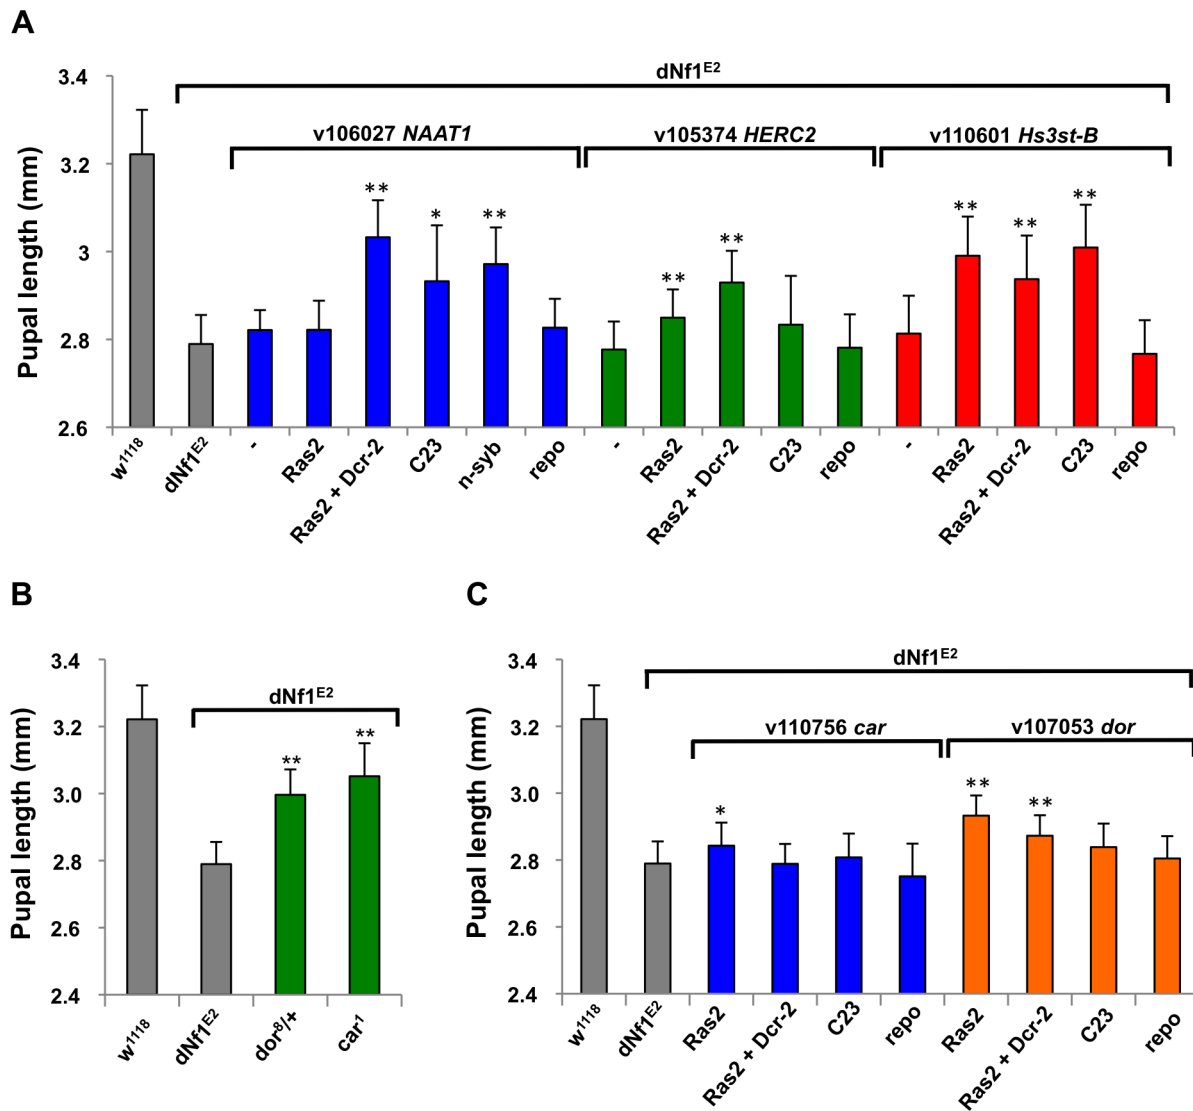 A
dNf1E2
v106027 NAAT1 v105374 HERC2 v110601 Hs3st-B
Pupal length (mm)
3.4
3.2
3
2.8
2.6
** * ** ** ** ** ** **
w1118 dNf1E2 - Ras2 Ras2 + Dcr-2 C23 n-syb repo - Ras2 Ras2 + Dcr-2 C23 repo - Ras2 Ras2 + Dcr-2 C23 repo
B
dNf1E2
Pupal length (mm)
3.4
3.2
3.0
2.8
2.6
2.4
** **
w1118 dNf1E2 dor8/+ car1
C
dNf1E2
v110756 car v107053 dor
Pupal length (mm)
3.4
3.2
3.0
2.8
2.6
2.4
* ** **
w1118 dNf1E2 Ras2 Ras2 + Dcr-2 C23 repo Ras2 Ras2 + Dcr-2 C23 repo